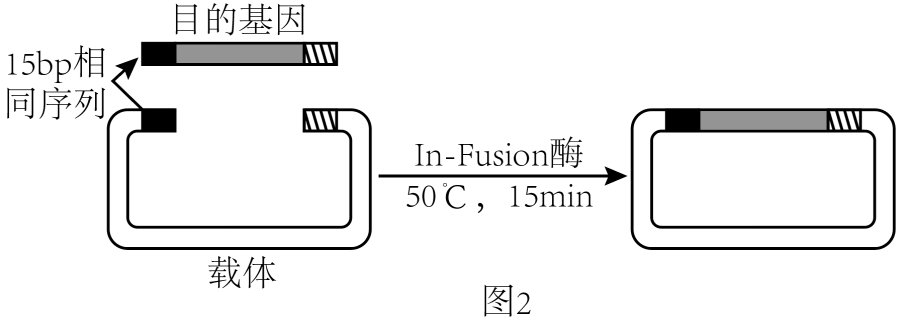 目的基因
15bp相
同序列
In-Fusion酶
50℃，15min
载体
图2